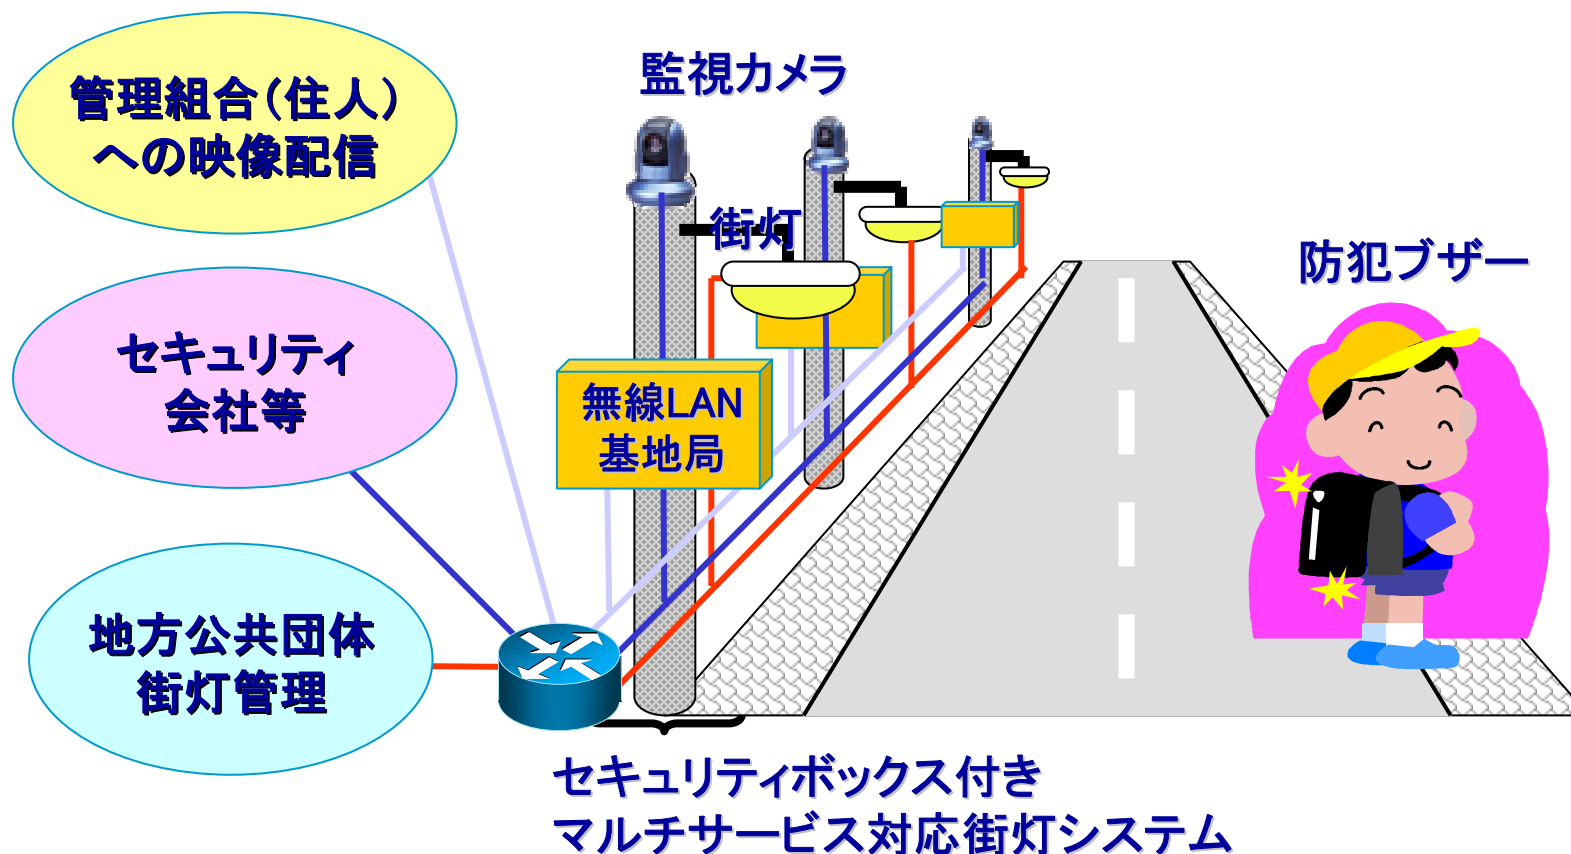 管理組合（住人）
への映像配信
セキュリティ
会社等
地方公共団体
街灯管理
監視カメラ
街灯
無線LAN
基地局
防犯ブザー
セキュリティボックス付き
マルチサービス対応街灯システム